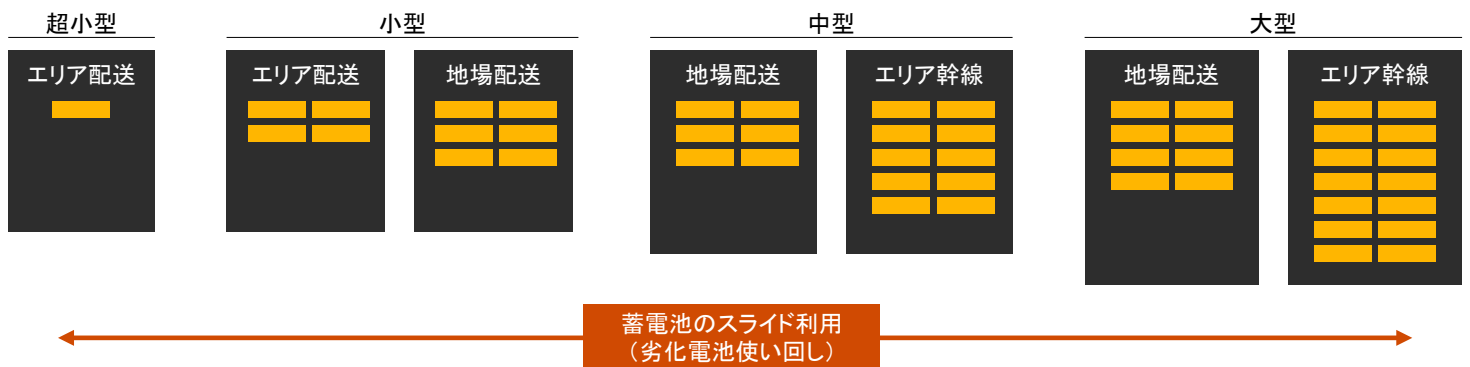 超小型
小型
中型
大型
エリア配送
エリア配送
地場配送
地場配送
エリア幹線
地場配送
エリア幹線
蓄電池のスライド利用
（劣化電池使い回し）